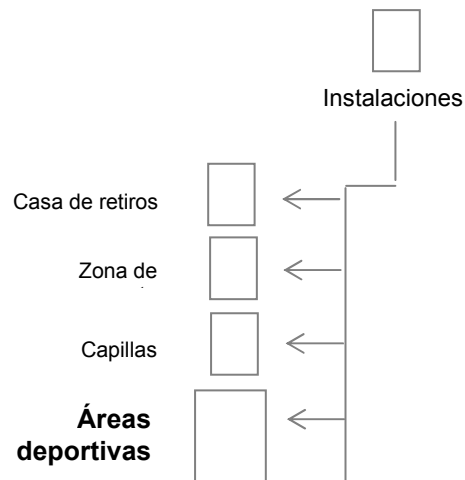 Instalaciones
Casa de retiros
Zona de
Capillas
Áreas
deportivas